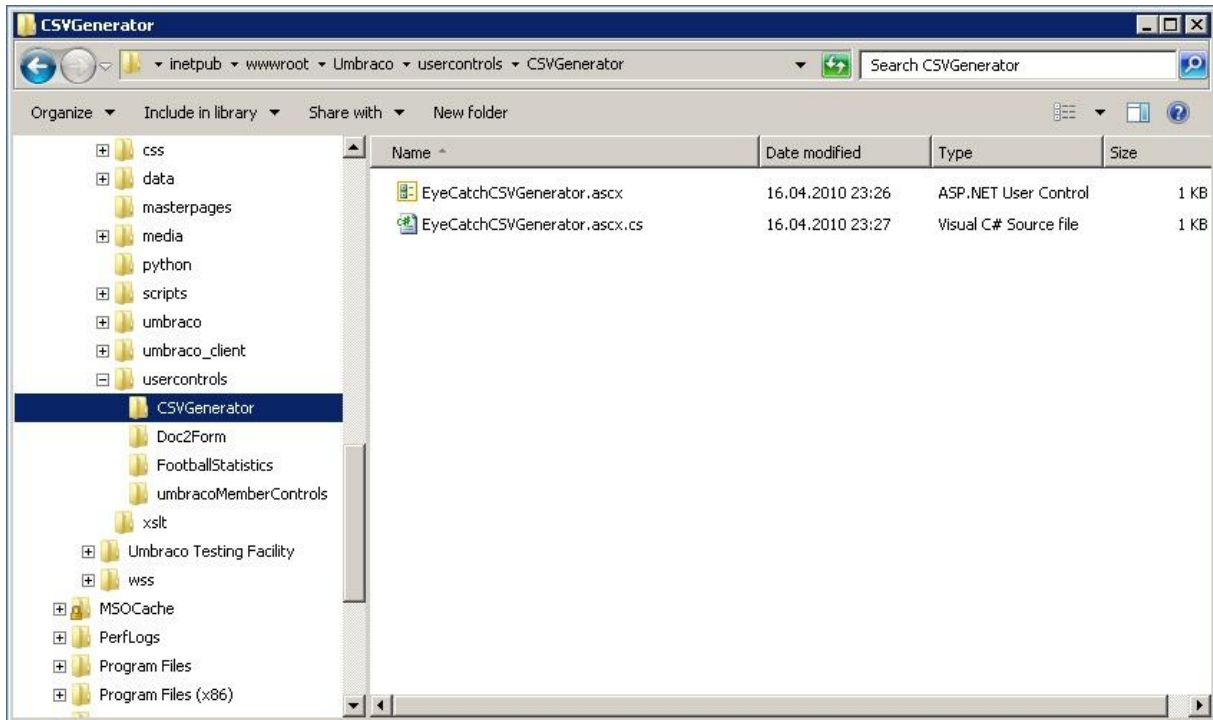 CSVGenerator
inetpub wwwroot Umbraco usercontrols CSVGenerator Search CSVGenerator
Organize Include in library Share with New folder
css
data
masterpages
media
python
scripts
umbraco
umbraco_client
usercontrols
CSVGenerator
Doc2Form
FootballStatistics
umbracoMemberControls
xslt
Umbraco Testing Facility
wss
MSOCache
PerfLogs
Program Files
Program Files (x86)
Name Date modified Type Size
EyeCatchCSVGenerator.ascx 16.04.2010 23:26 ASP.NET User Control 1 KB
EyeCatchCSVGenerator.ascx.cs 16.04.2010 23:27 Visual C# Source file 1 KB